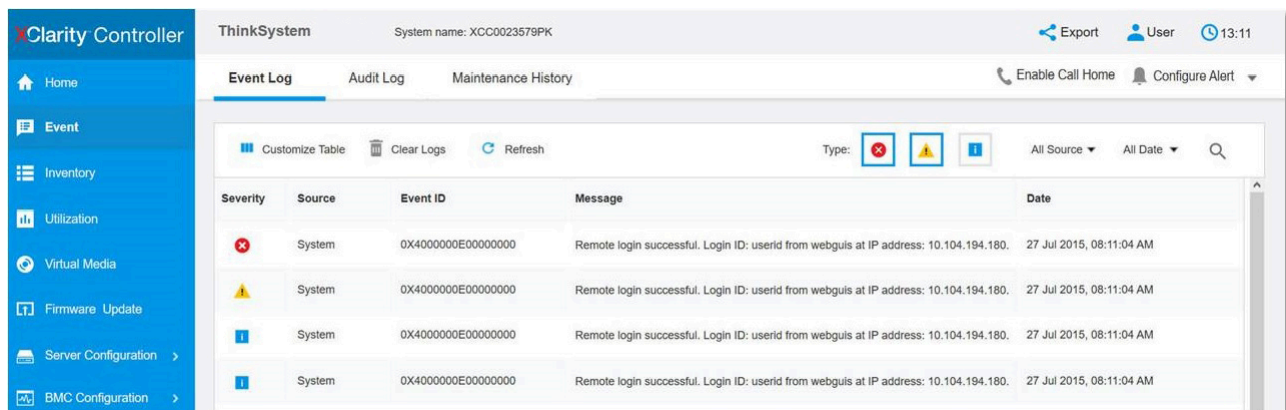 XClarity Controller
ThinkSystem
System name: XCC0023579PK
Export
User
13:11
Home
Event
Inventory
Utilization
Virtual Media
Firmware Update
Server Configuration
BMC Configuration
Event Log
Audit Log
Maintenance History
Enable Call Home
Configure Alert
Customize Table
Clear Logs
Refresh
Type:
All Source
All Date
Severity Source Event ID Message Date
System 0X4000000E00000000 Remote login successful. Login ID: userid from webguis at IP address: 10.104.194.180. 27 Jul 2015, 08:11:04 AM
System 0X4000000E00000000 Remote login successful. Login ID: userid from webguis at IP address: 10.104.194.180. 27 Jul 2015, 08:11:04 AM
System 0X4000000E00000000 Remote login successful. Login ID: userid from webguis at IP address: 10.104.194.180. 27 Jul 2015, 08:11:04 AM
System 0X4000000E00000000 Remote login successful. Login ID: userid from webguis at IP address: 10.104.194.180. 27 Jul 2015, 08:11:04 AM